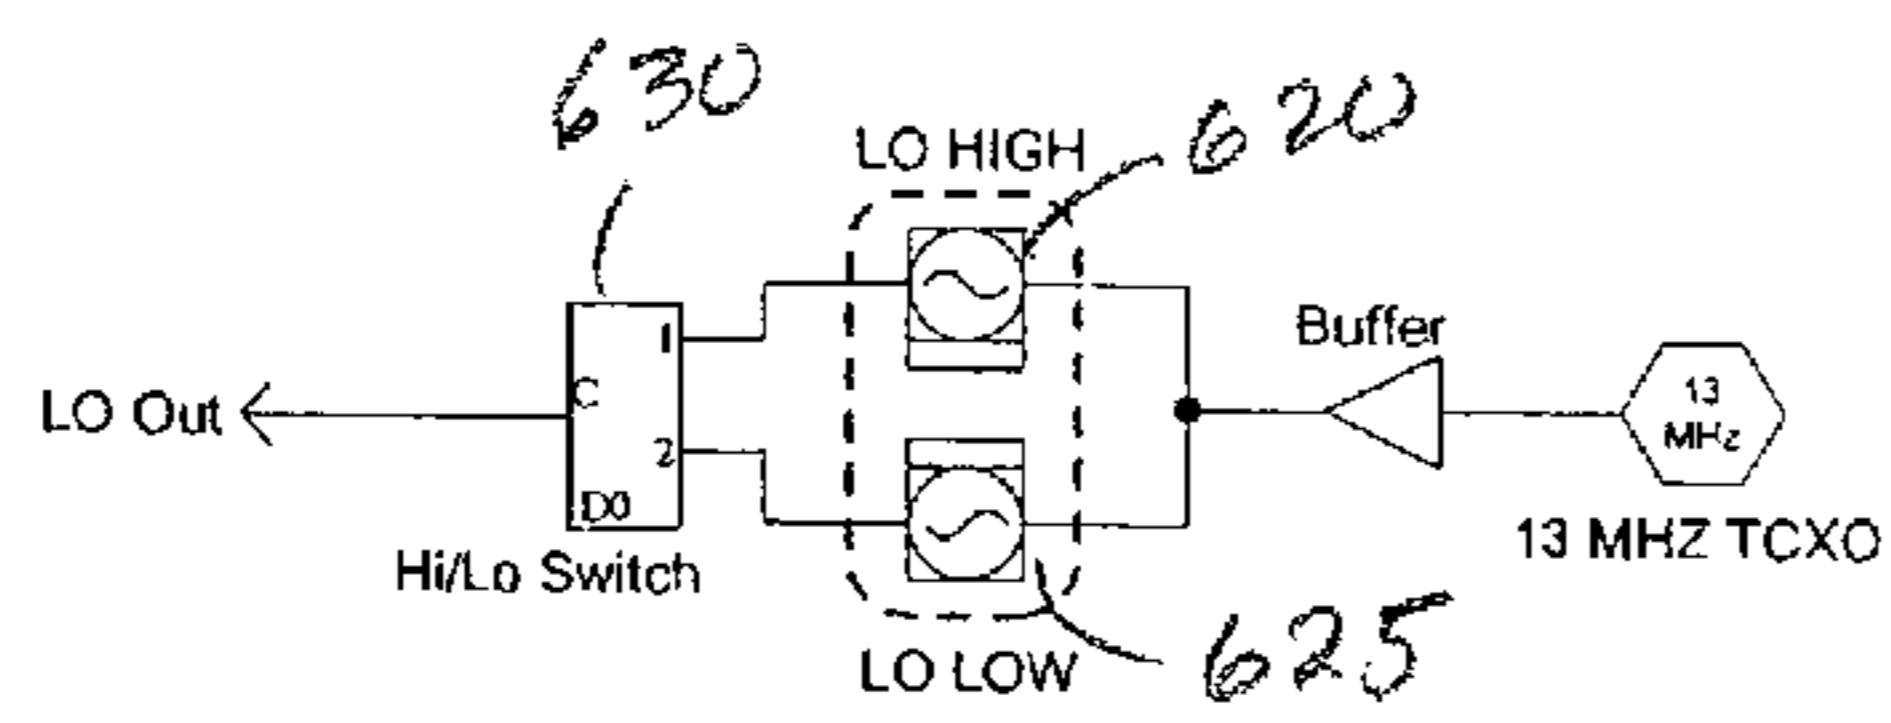 630
620
LO HIGH
1
C
2
D0
Hi/Lo Switch
LO Out
Buffer
13
MHz
13 MHZ TCXO
LO LOW
625